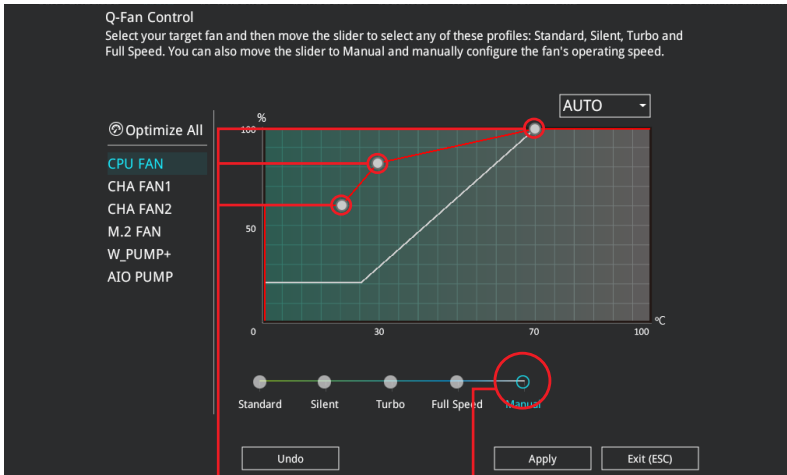 Q-Fan Control
Select your target fan and then move the slider to select any of these profiles: Standard, Silent, Turbo and
Full Speed. You can also move the slider to Manual and manually configure the fan's operating speed.
AUTO
%
Optimize All
100
CPU FAN
CHA FAN1
CHA FAN2
50
M.2 FAN
W_PUMP+
AIO PUMP
°C
0 30 70 100
Standard Silent Turbo Full Speed Manual
Undo Apply Exit (ESC)